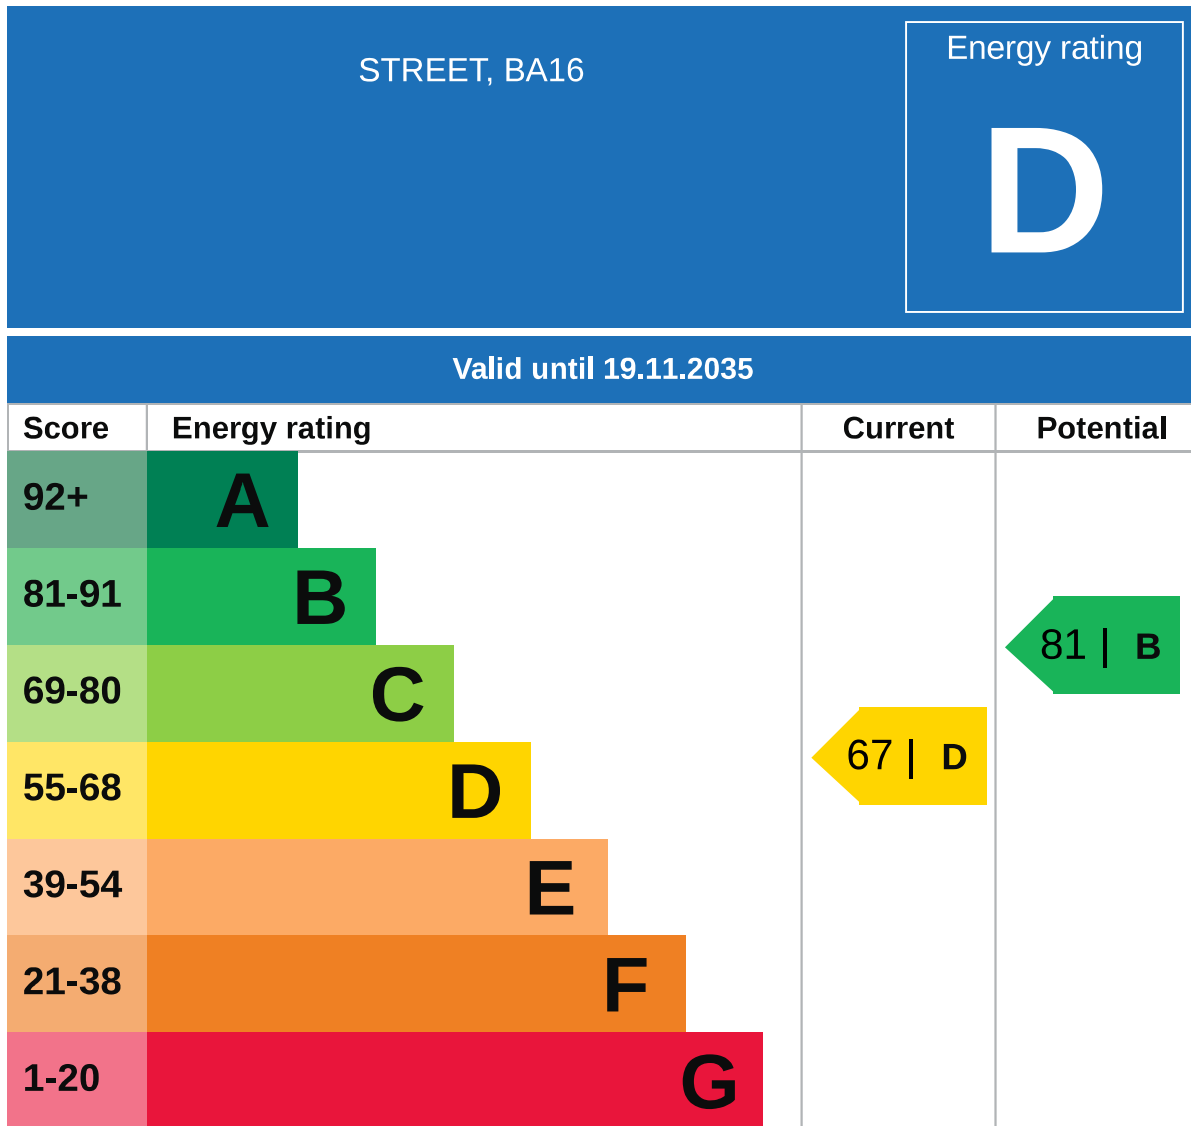 STREET, BA16
Energy rating
D
Valid until 19.11.2035
Score Energy rating Current Potential
92+ A
81-91 B
81 | B
69-80 C
67 | D
55-68 D
39-54 E
21-38 F
1-20 G